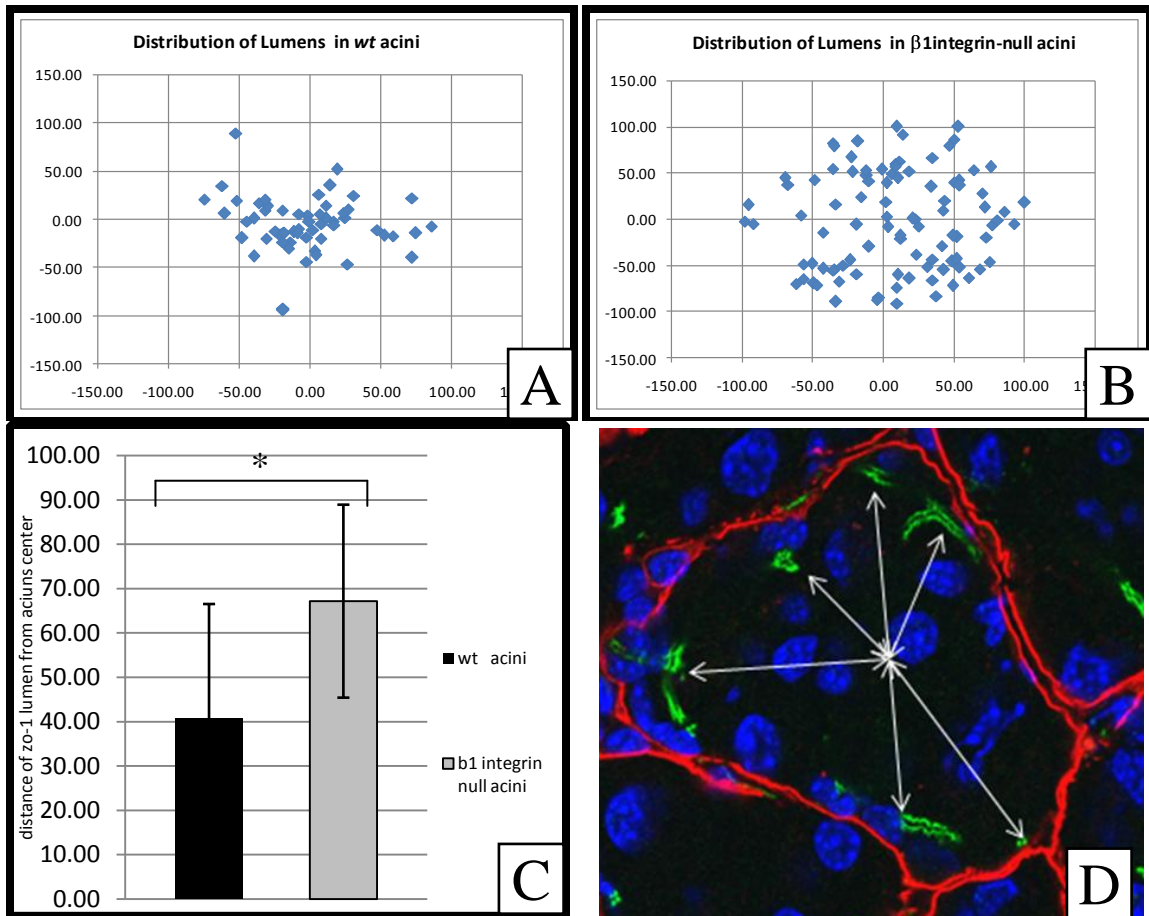 Distribution of Lumens in wt acini
150.00
100.00
50.00
0.00
-50.00
-100.00
-150.00
-150.00 -100.00 -50.00 0.00 50.00 100.00
A
Distribution of Lumens in β1integrin-null acini
150.00
100.00
50.00
0.00
-50.00
-100.00
-150.00
-150.00 -100.00 -50.00 0.00 50.00 100.00
B
distance of zo-1 lumen from aciuns center
100.00
90.00
80.00
70.00
60.00
50.00
40.00
30.00
20.00
10.00
0.00
*
wt acini
b1 integrin
null acini
C
D